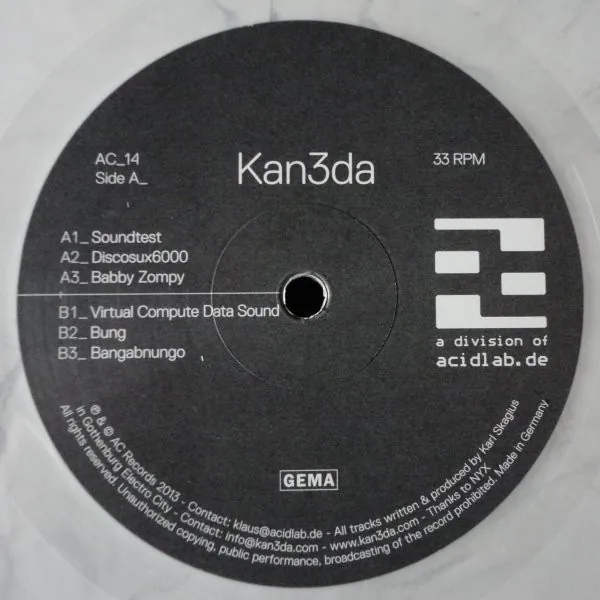 AC_14
Side A_
Kan3da
33 RPM
A1_ Soundtest
A2_ Discosux6000
A3_ Babby Zompy
B1_ Virtual Compute Data Sound
B2_ Bung
B3_ Bangabnungo
a division of
acidlab.de
GEMA
℗ & © AC Records 2013 - Contact: klaus@acidlab.de - All tracks written & produced by Karl Skagius
in Gothenburg Electro City - Contact: info@kan3da.com - www.kan3da.com - Thanks to NYX
All rights reserved. Unauthorized copying, public performance, broadcasting of the record prohibited. Made in Germany